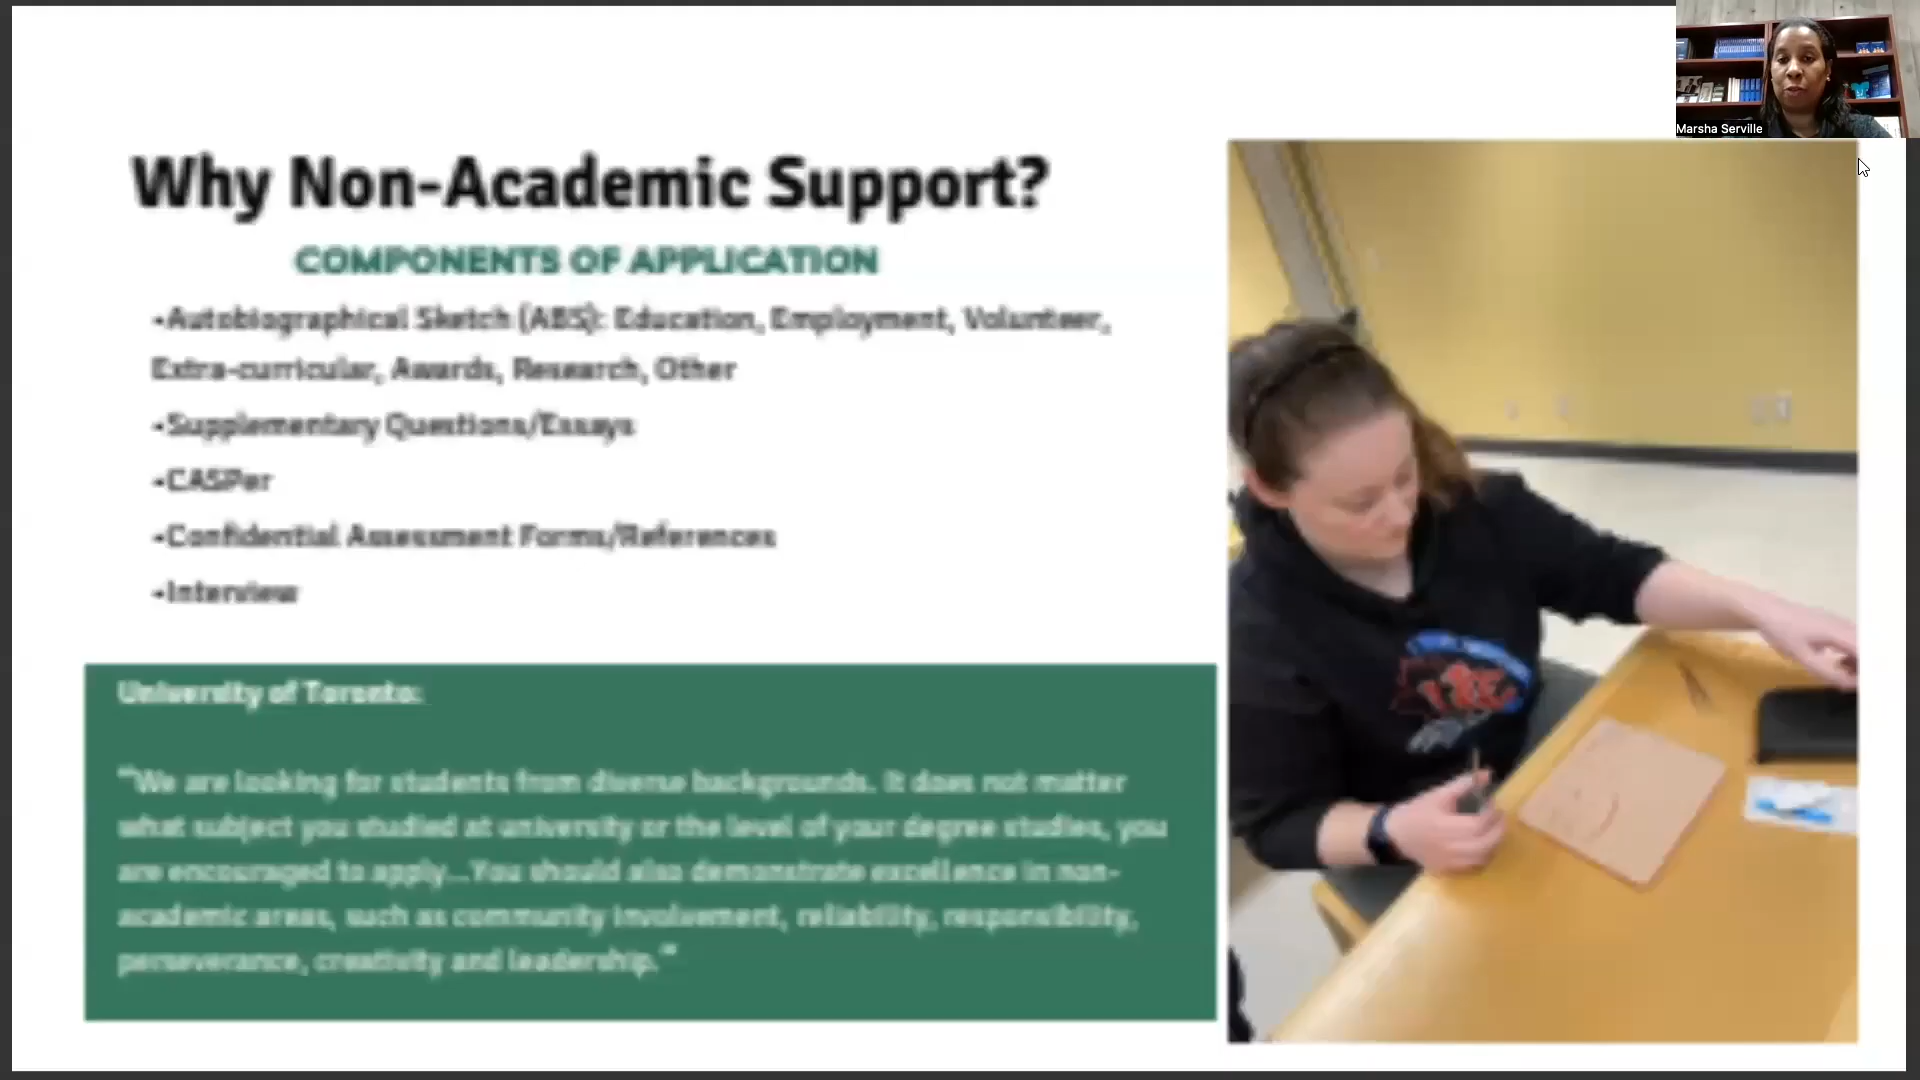 Marsha Serville
Why Non-Academic Support?
COMPONENTS OF APPLICATION
•Autobiographical Sketch (ABS): Education, Employment, Volunteer,
Extra-curricular, Awards, Research, Other
•Supplementary Questions/Essays
•CASPer
•Confidential Assessment Forms/References
•Interview
University of Toronto:
"We are looking for students from diverse backgrounds. It does not matter
what subject you studied at university or the level of your degree studies, you
are encouraged to apply...You should also demonstrate excellence in non-
academic areas, such as community involvement, reliability, responsibility,
perseverance, creativity and leadership."